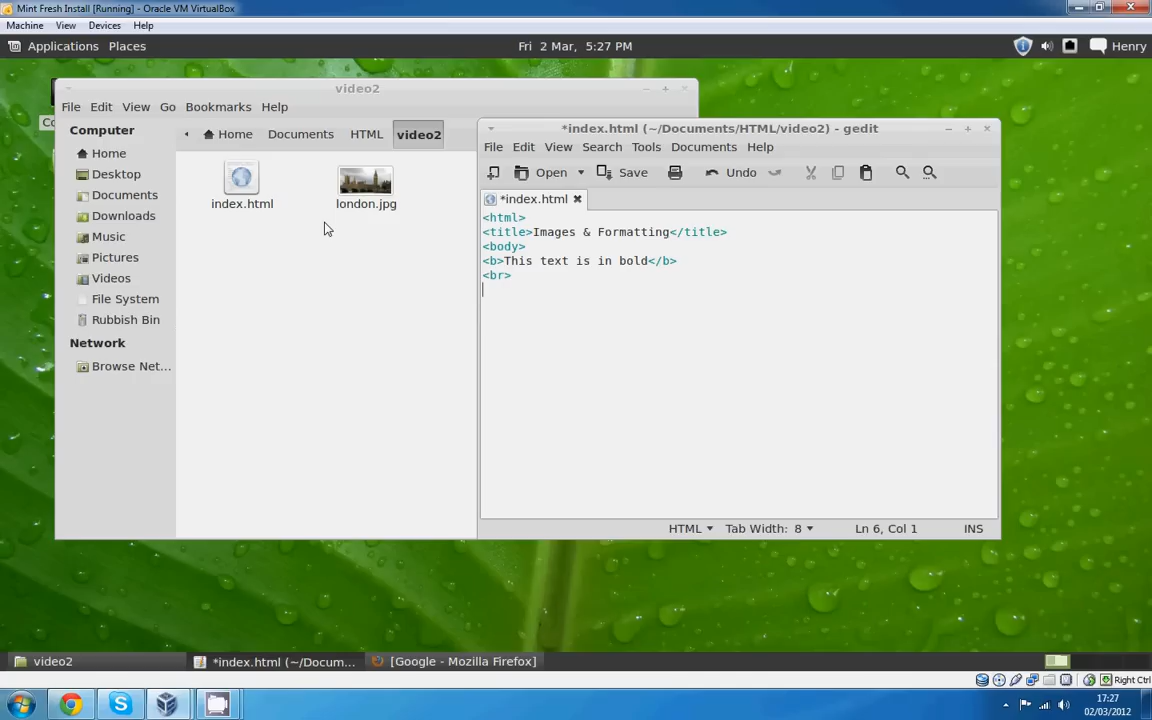 Mint Fresh Install [Running] - Oracle VM VirtualBox
Machine View Devices Help
Applications Places
Fri 2 Mar, 5:27 PM
Henry
Co
video2
File Edit View Go Bookmarks Help
Computer
Home
Desktop
Documents
Downloads
Music
Pictures
Videos
File System
Rubbish Bin
Network
Browse Net...
Home Documents HTML video2
index.html
london.jpg
*index.html (~/Documents/HTML/video2) - gedit
File Edit View Search Tools Documents Help
Open Save Undo
*index.html
<html>
<title>Images & Formatting</title>
<body>
<b>This text is in bold</b>
<br>
HTML Tab Width: 8 Ln 6, Col 1 INS
video2
*index.html (~/Docum...
[Google - Mozilla Firefox]
Right Ctrl
17:27
02/03/2012